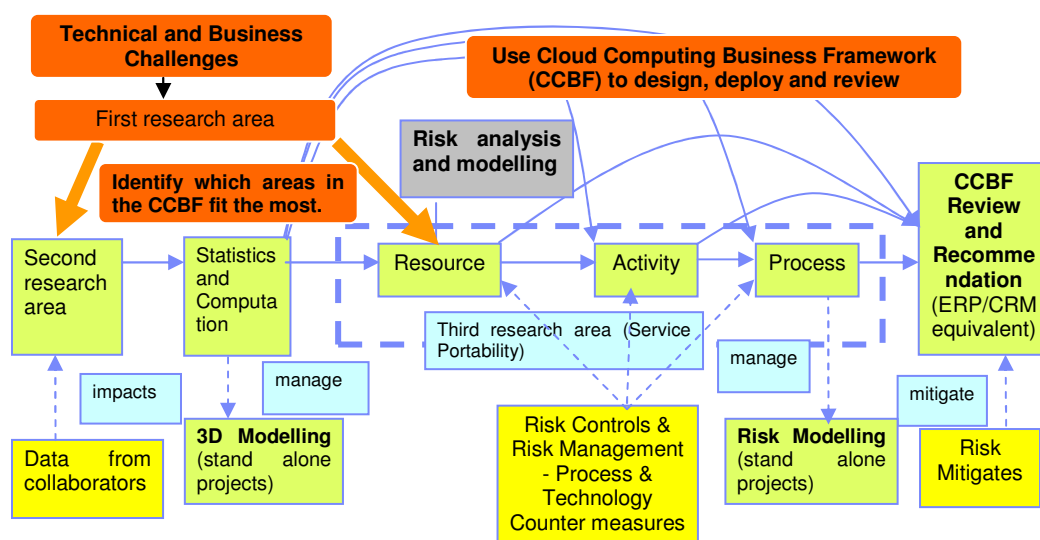 Technical and Business
Challenges
Use Cloud Computing Business Framework
(CCBF) to design, deploy and review
First research area
Risk analysis
and modelling
Identify which areas in
the CCBF fit the most.
CCBF
Review
and
Recomme
ndation
(ERP/CRM
equivalent)
Second
research
area
Statistics
and
Computa
tion
Resource
Activity
Process
Third research area (Service
Portability)
impacts
manage
manage
mitigate
Data from
collaborators
3D Modelling
(stand alone
projects)
Risk Controls &
Risk Management
- Process &
Technology
Counter measures
Risk Modelling
(stand alone
projects)
Risk
Mitigates